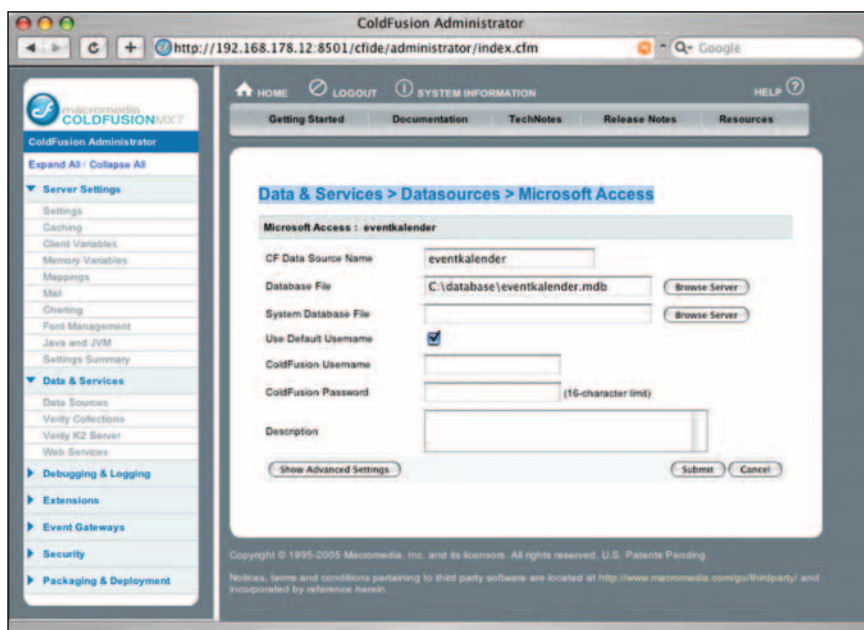 ColdFusion Administrator
http://192.168.178.12:8501/cfide/administrator/index.cfm
Google
macromedia
COLDFUSION MX7
ColdFusion Administrator
Expand All / Collapse All
Server Settings
Settings
Caching
Client Variables
Memory Variables
Mappings
Mail
Charting
Font Management
Java and JVM
Settings Summary
Data & Services
Data Sources
Verity Collections
Verity K2 Server
Web Services
Debugging & Logging
Extensions
Event Gateways
Security
Packaging & Deployment
HOME LOGOUT SYSTEM INFORMATION HELP ?
Getting Started Documentation TechNotes Release Notes Resources
Data & Services > Datasources > Microsoft Access
Microsoft Access : eventkalender
CF Data Source Name eventkalender
Database File C:\database\eventkalender.mdb Browse Server
System Database File Browse Server
Use Default Username
ColdFusion Username
ColdFusion Password (16-character limit)
Description
Show Advanced Settings Submit Cancel
Copyright © 1995-2005 Macromedia, Inc. and its licensors. All rights reserved. U.S. Patents Pending
Notices, terms and conditions pertaining to third party software are located at http://www.macromedia.com/go/thirdparty/ and
incorporated by reference herein.